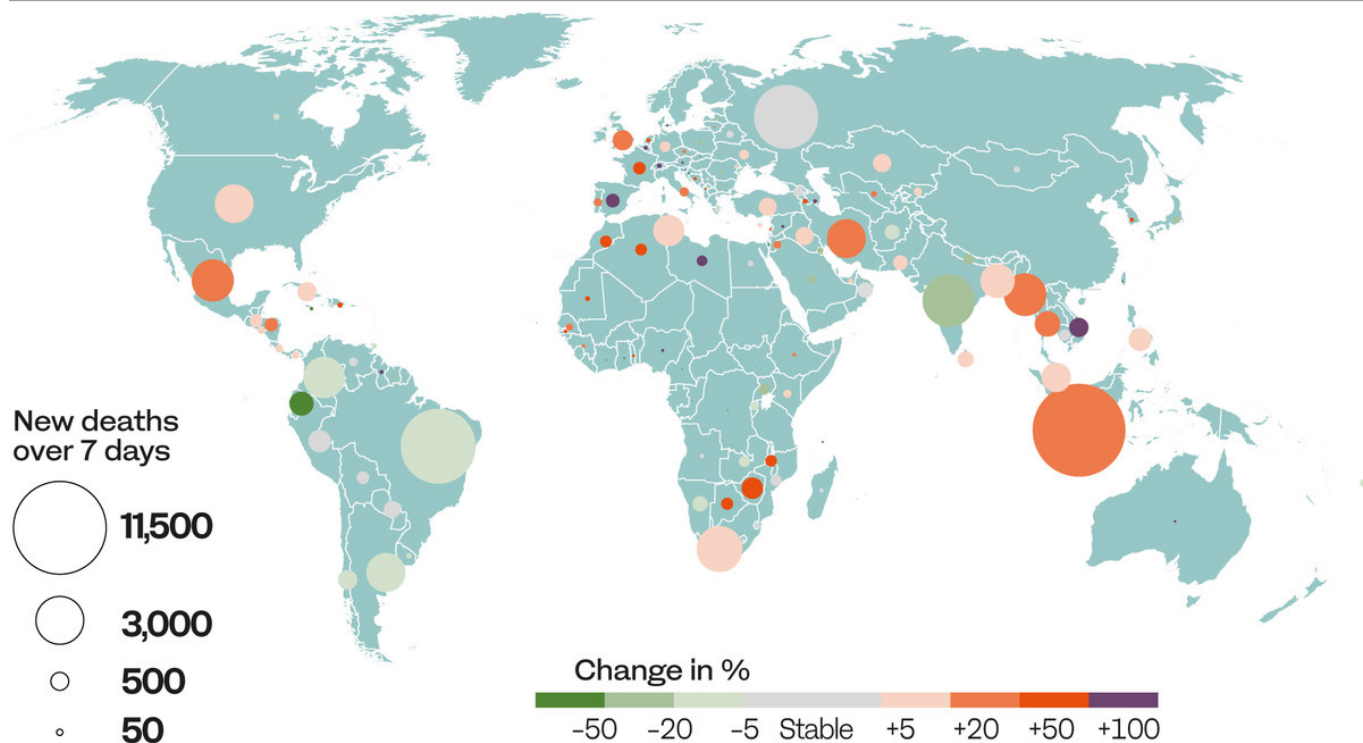 New deaths
over 7 days
11,500
3,000
500
50
Change in %
–50 –20 –5 Stable +5 +20 +50 +100